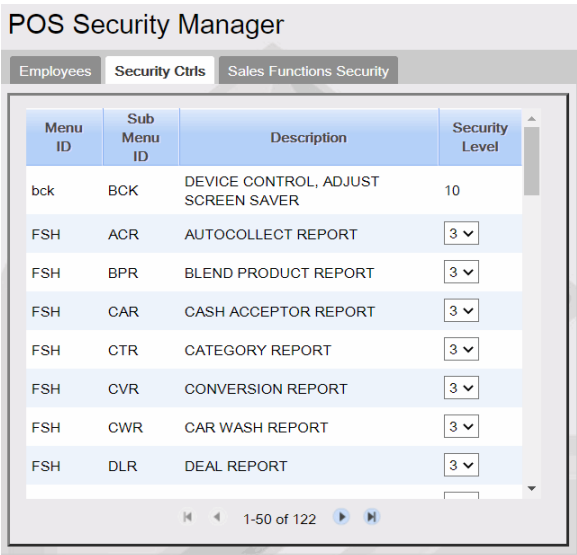 POS Security Manager
Employees Security Ctrls Sales Functions Security
Menu ID Sub Menu ID Description Security Level
bck BCK DEVICE CONTROL, ADJUST SCREEN SAVER 10
FSH ACR AUTOCOLLECT REPORT 3
FSH BPR BLEND PRODUCT REPORT 3
FSH CAR CASH ACCEPTOR REPORT 3
FSH CTR CATEGORY REPORT 3
FSH CVR CONVERSION REPORT 3
FSH CWR CAR WASH REPORT 3
FSH DLR DEAL REPORT 3
1-50 of 122